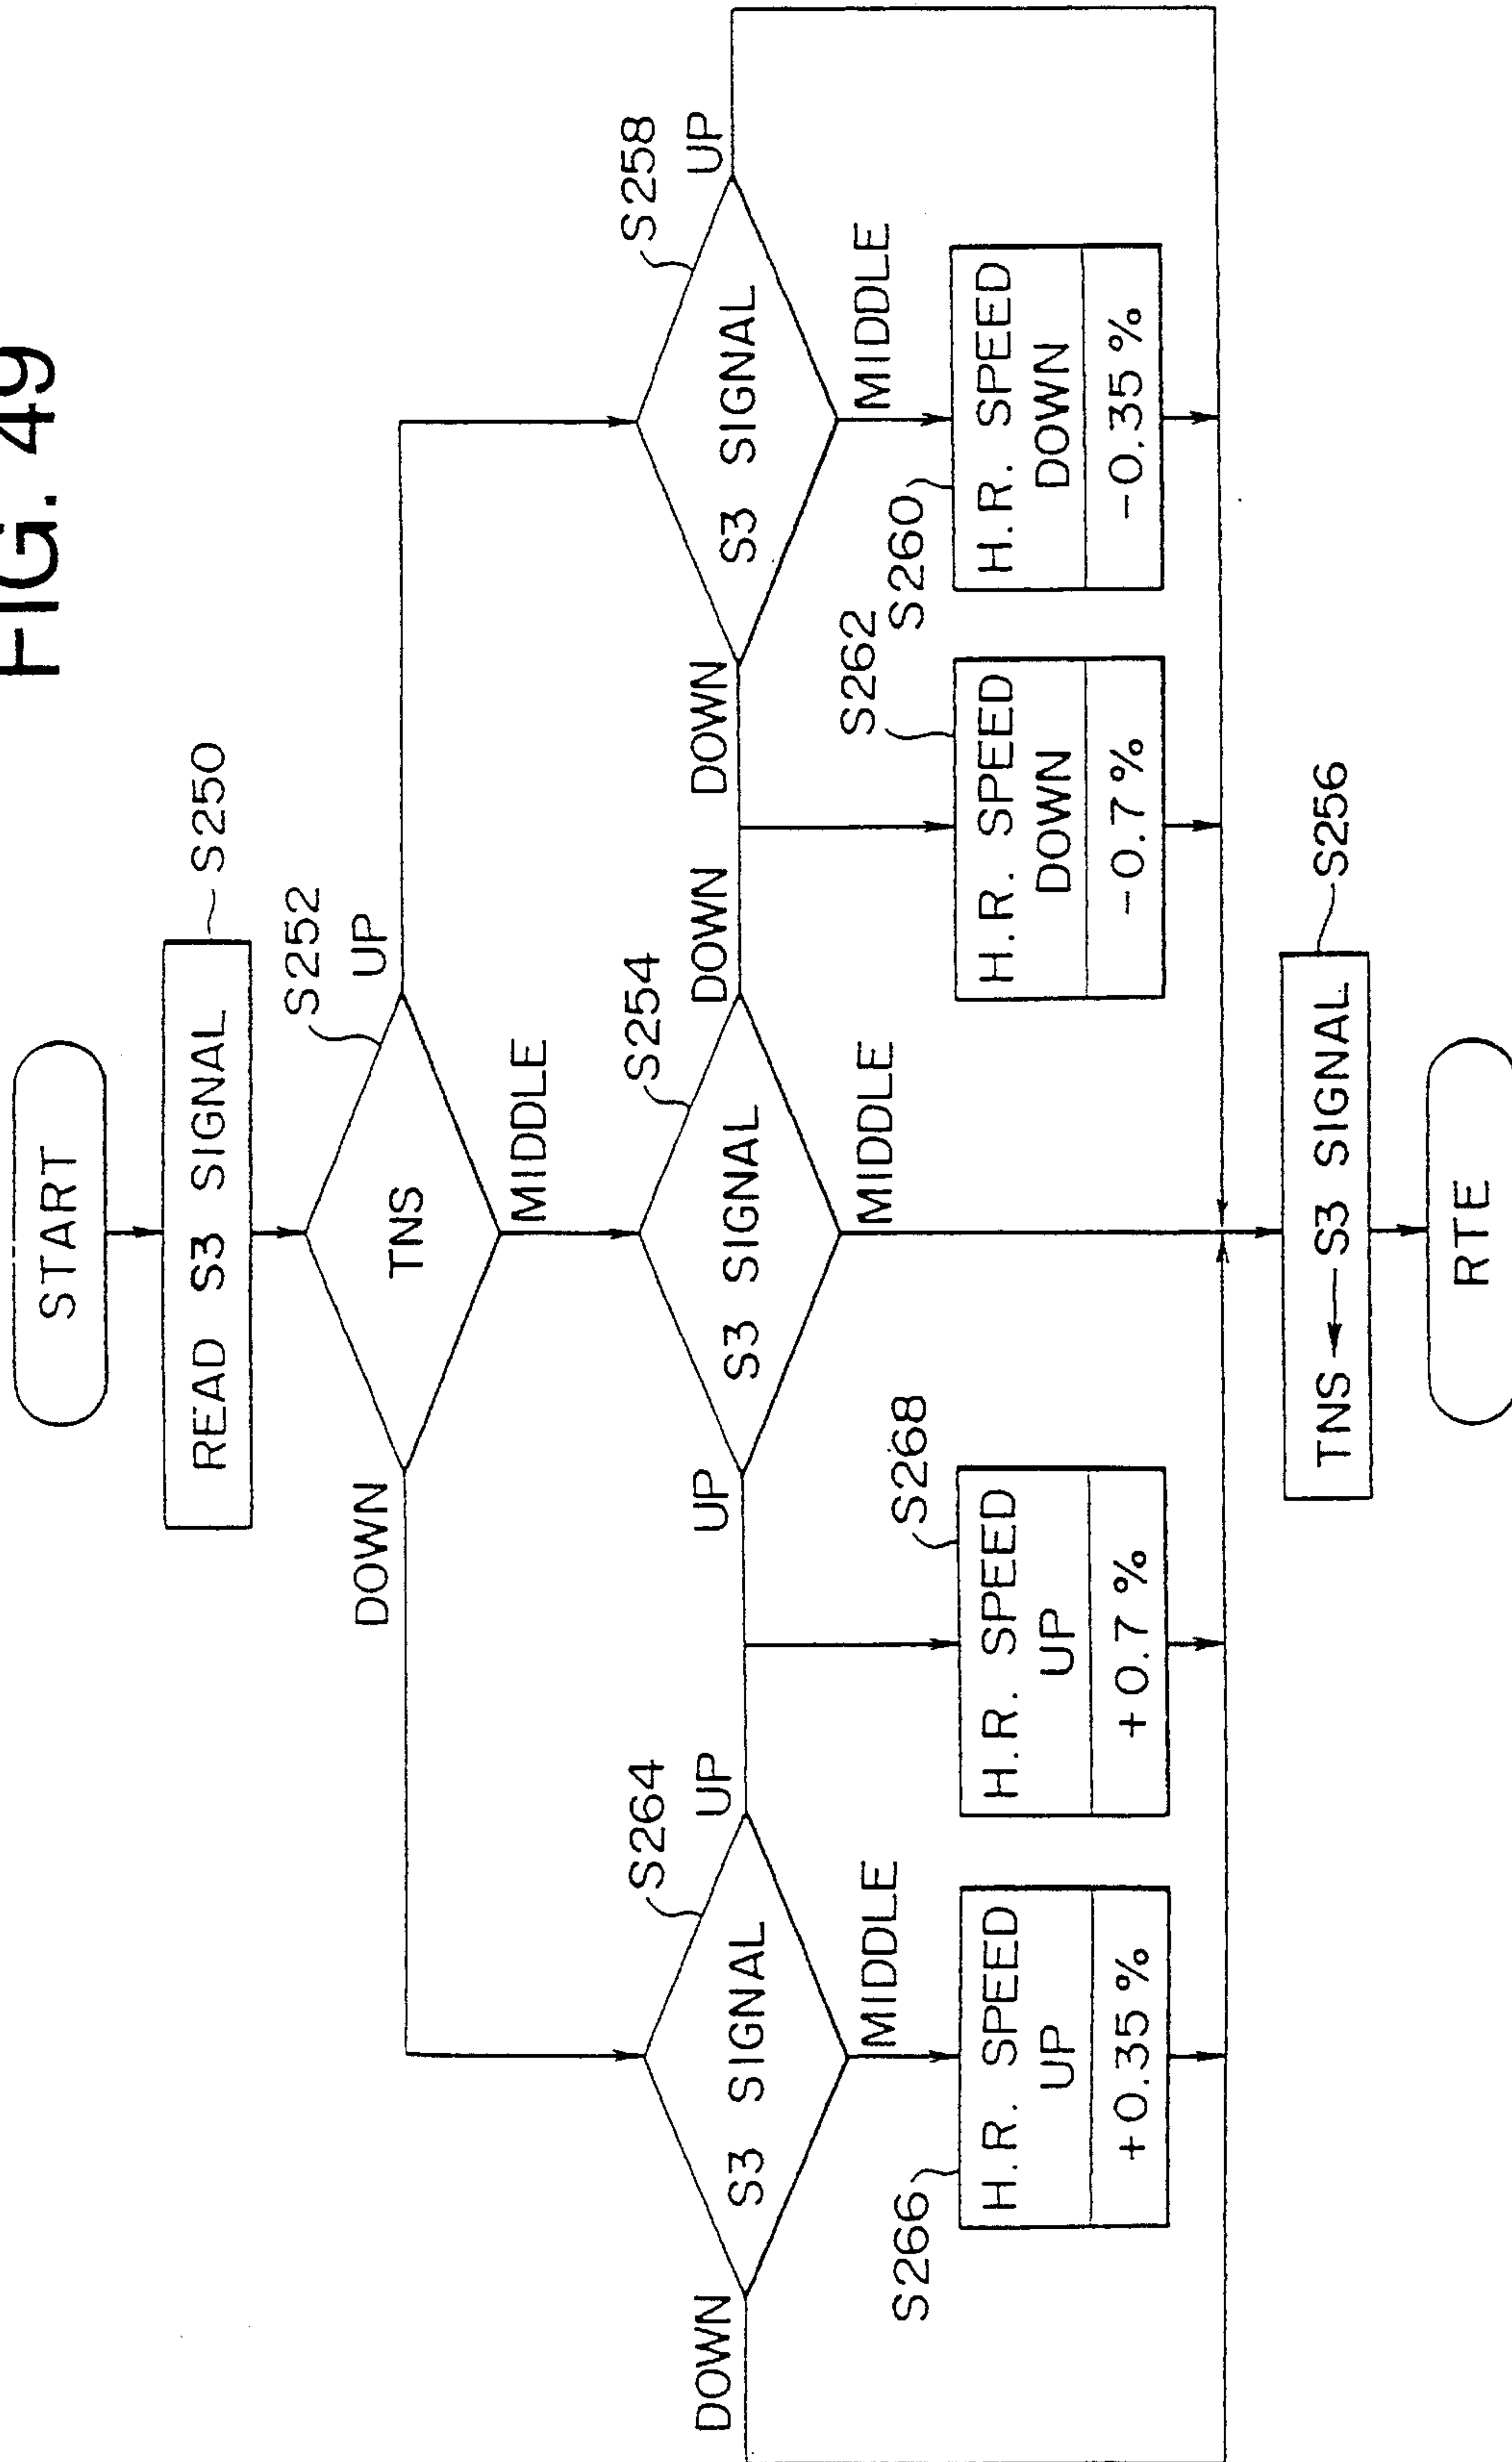 FIG. 49
START
READ S3 SIGNAL
S250
S252
TNS
DOWN
UP
MIDDLE
S264
S3 SIGNAL
DOWN
UP
MIDDLE
S254
S3 SIGNAL
UP
DOWN
MIDDLE
S258
S3 SIGNAL
DOWN
UP
MIDDLE
S266
H.R. SPEED
UP
+0.35 %
S268
H.R. SPEED
UP
+0.7 %
S262
H.R. SPEED
DOWN
-0.7 %
S260
H.R. SPEED
DOWN
-0.35 %
TNS ← S3 SIGNAL
S256
RTE